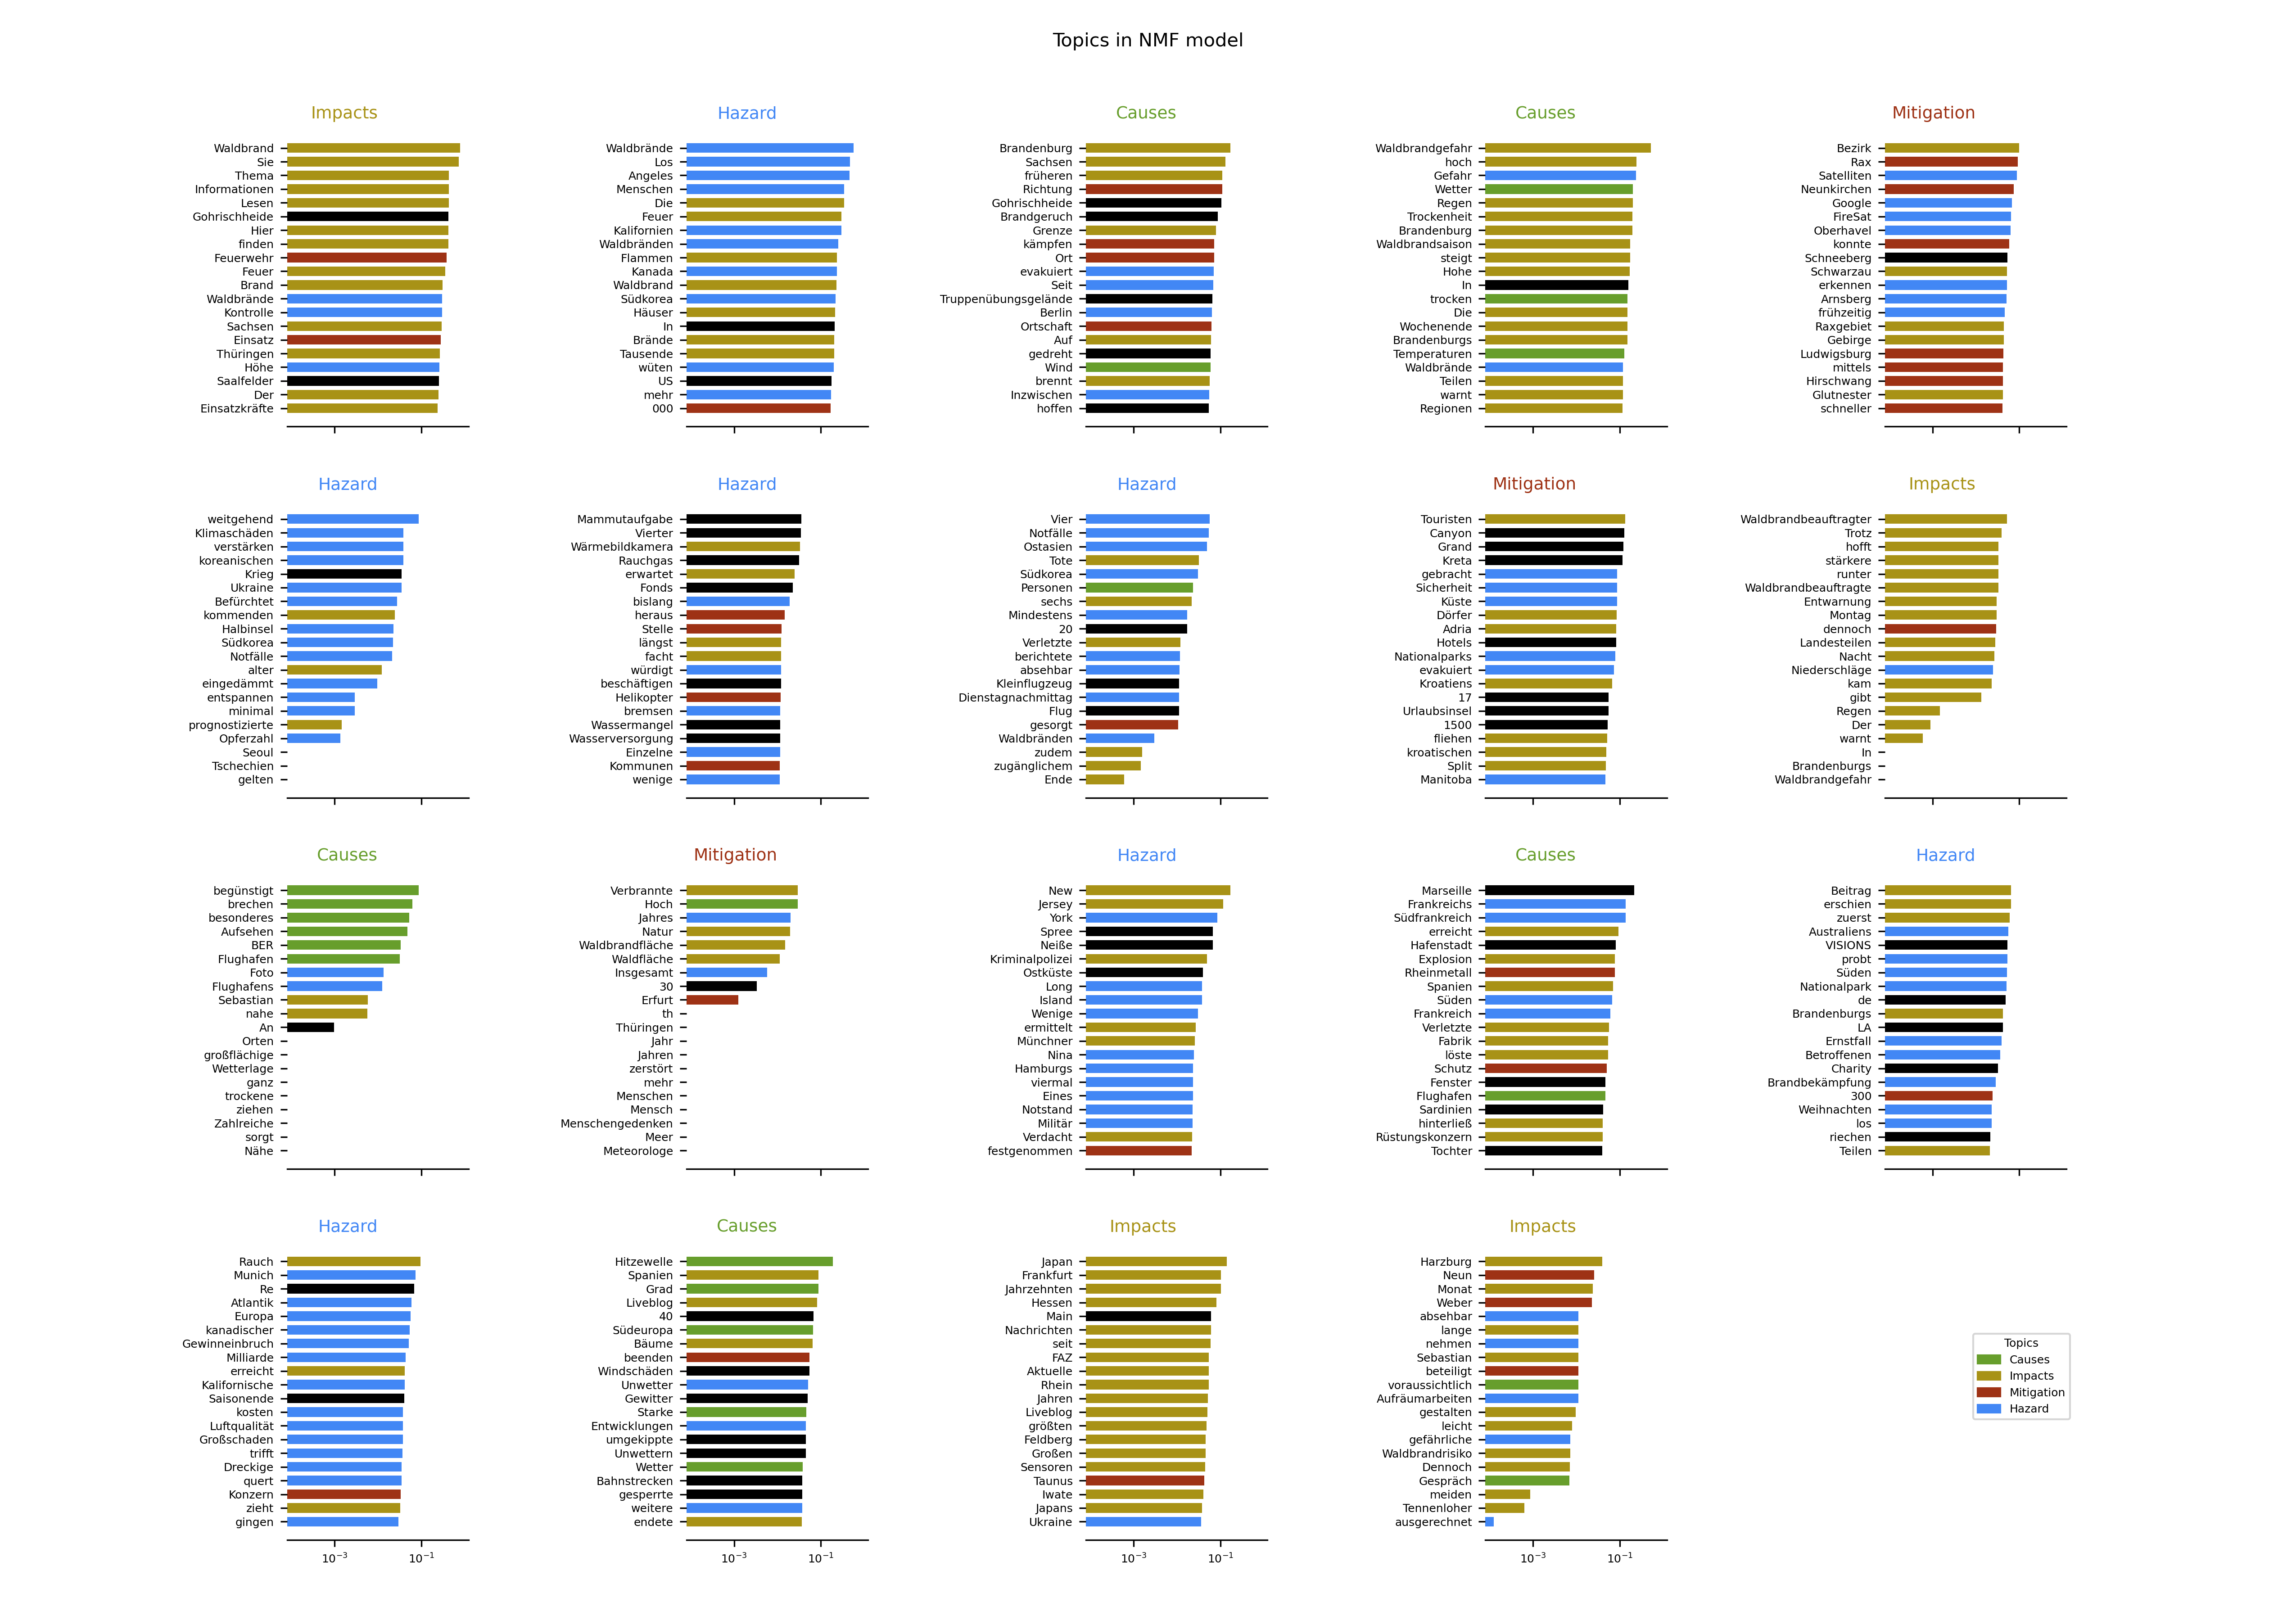 Topics in NMF model
Impacts
Waldbrand
Sie
Thema
Informationen
Lesen
Gohrischheide
Hier
finden
Feuerwehr
Feuer
Brand
Waldbrände
Kontrolle
Sachsen
Einsatz
Thüringen
Höhe
Saalfelder
Der
Einsatzkräfte
Hazard
Waldbrände
Los
Angeles
Menschen
Die
Feuer
Kalifornien
Waldbränden
Flammen
Kanada
Waldbrand
Südkorea
Häuser
In
Brände
Tausende
wüten
US
mehr
000
Causes
Brandenburg
Sachsen
früheren
Richtung
Gohrischheide
Brandgeruch
Grenze
kämpfen
Ort
evakuiert
Seit
Truppenübungsgelände
Berlin
Ortschaft
Auf
gedreht
Wind
brennt
Inzwischen
hoffen
Causes
Waldbrandgefahr
hoch
Gefahr
Wetter
Regen
Trockenheit
Brandenburg
Waldbrandsaison
steigt
Hohe
In
trocken
Die
Wochenende
Brandenburgs
Temperaturen
Waldbrände
Teilen
warnt
Regionen
Mitigation
Bezirk
Rax
Satelliten
Neunkirchen
Google
FireSat
Oberhavel
konnte
Schneeberg
Schwarzau
erkennen
Arnsberg
frühzeitig
Raxgebiet
Gebirge
Ludwigsburg
mittels
Hirschwang
Glutnester
schneller
Hazard
weitgehend
Klimaschäden
verstärken
koreanischen
Krieg
Ukraine
Befürchtet
kommenden
Halbinsel
Südkorea
Notfälle
alter
eingedämmt
entspannen
minimal
prognostizierte
Opferzahl
Seoul
Tschechien
gelten
Hazard
Mammutaufgabe
Vierter
Wärmebildkamera
Rauchgas
erwartet
Fonds
bislang
heraus
Stelle
längst
facht
würdigt
beschäftigen
Helikopter
bremsen
Wassermangel
Wasserversorgung
Einzelne
Kommunen
wenige
Hazard
Vier
Notfälle
Ostasien
Tote
Südkorea
Personen
sechs
Mindestens
20
Verletzte
berichtete
absehbar
Kleinflugzeug
Dienstagnachmittag
Flug
gesorgt
Waldbränden
zudem
zugänglichem
Ende
Mitigation
Touristen
Canyon
Grand
Kreta
gebracht
Sicherheit
Küste
Dörfer
Adria
Hotels
Nationalparks
evakuiert
Kroatiens
17
Urlaubsinsel
1500
fliehen
kroatischen
Split
Manitoba
Impacts
Waldbrandbeauftragter
Trotz
hofft
stärkere
runter
Waldbrandbeauftragte
Entwarnung
Montag
dennoch
Landesteilen
Nacht
Niederschläge
kam
gibt
Regen
Der
warnt
In
Brandenburgs
Waldbrandgefahr
Causes
begünstigt
brechen
besonderes
Aufsehen
BER
Flughafen
Foto
Flughafens
Sebastian
nahe
An
Orten
großflächige
Wetterlage
ganz
trockene
ziehen
Zahlreiche
sorgt
Nähe
Mitigation
Verbrannte
Hoch
Jahres
Natur
Waldbrandfläche
Waldfläche
Insgesamt
30
Erfurt
th
Thüringen
Jahr
Jahren
zerstört
mehr
Menschen
Mensch
Menschengedenken
Meer
Meteorologe
Hazard
New
Jersey
York
Spree
Neiße
Kriminalpolizei
Ostküste
Long
Island
Wenige
ermittelt
Münchner
Nina
Hamburgs
viermal
Eines
Notstand
Militär
Verdacht
festgenommen
Causes
Marseille
Frankreichs
Südfrankreich
erreicht
Hafenstadt
Explosion
Rheinmetall
Spanien
Süden
Frankreich
Verletzte
Fabrik
löste
Schutz
Fenster
Flughafen
Sardinien
hinterließ
Rüstungskonzern
Tochter
Hazard
Beitrag
erschien
zuerst
Australiens
VISIONS
probt
Süden
Nationalpark
de
Brandenburgs
LA
Ernstfall
Betroffenen
Charity
Brandbekämpfung
300
Weihnachten
los
riechen
Teilen
Hazard
Rauch
Munich
Re
Atlantik
Europa
kanadischer
Gewinneinbruch
Milliarde
erreicht
Kalifornische
Saisonende
kosten
Luftqualität
Großschaden
trifft
Dreckige
quert
Konzern
zieht
gingen
10⁻³ 10⁻¹
Causes
Hitzewelle
Spanien
Grad
Liveblog
40
Südeuropa
Bäume
beenden
Windschäden
Unwetter
Gewitter
Starke
Entwicklungen
umgekippte
Unwettern
Wetter
Bahnstrecken
gesperrte
weitere
endete
10⁻³ 10⁻¹
Impacts
Japan
Frankfurt
Jahrzehnten
Hessen
Main
Nachrichten
seit
FAZ
Aktuelle
Rhein
Jahren
Liveblog
größten
Feldberg
Großen
Sensoren
Taunus
Iwate
Japans
Ukraine
10⁻³ 10⁻¹
Impacts
Harzburg
Neun
Monat
Weber
absehbar
lange
nehmen
Sebastian
beteiligt
voraussichtlich
Aufräumarbeiten
gestalten
leicht
gefährliche
Waldbrandrisiko
Dennoch
Gespräch
meiden
Tennenloher
ausgerechnet
10⁻³ 10⁻¹
Topics
Causes
Impacts
Mitigation
Hazard